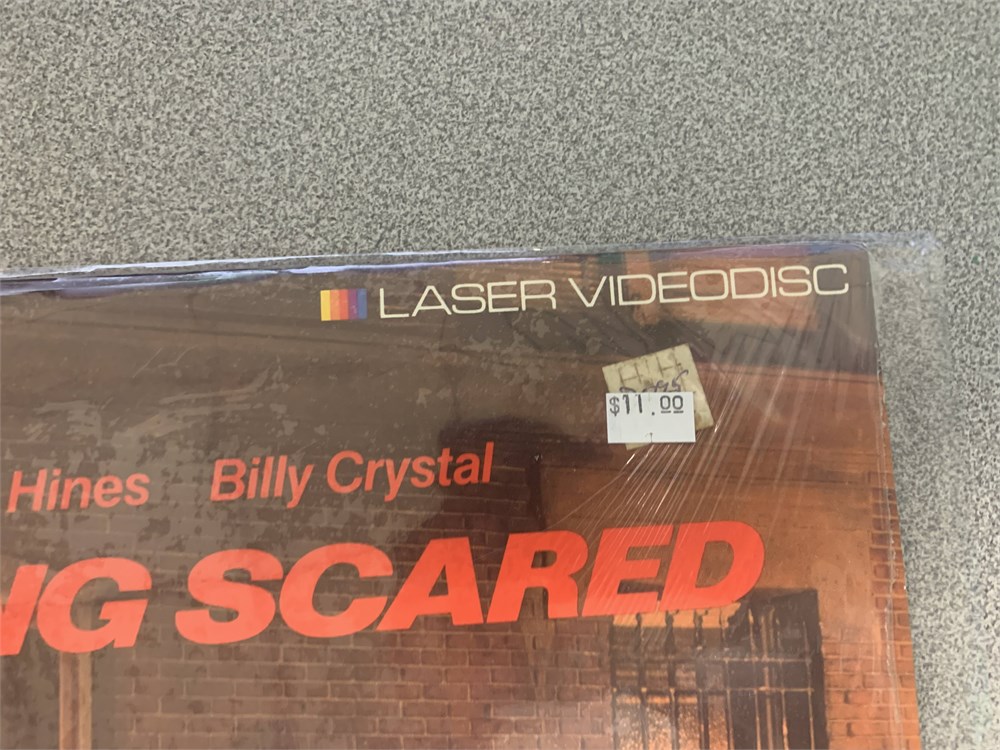 LASER VIDEODISC
$11.00
Hines Billy Crystal
NG SCARED